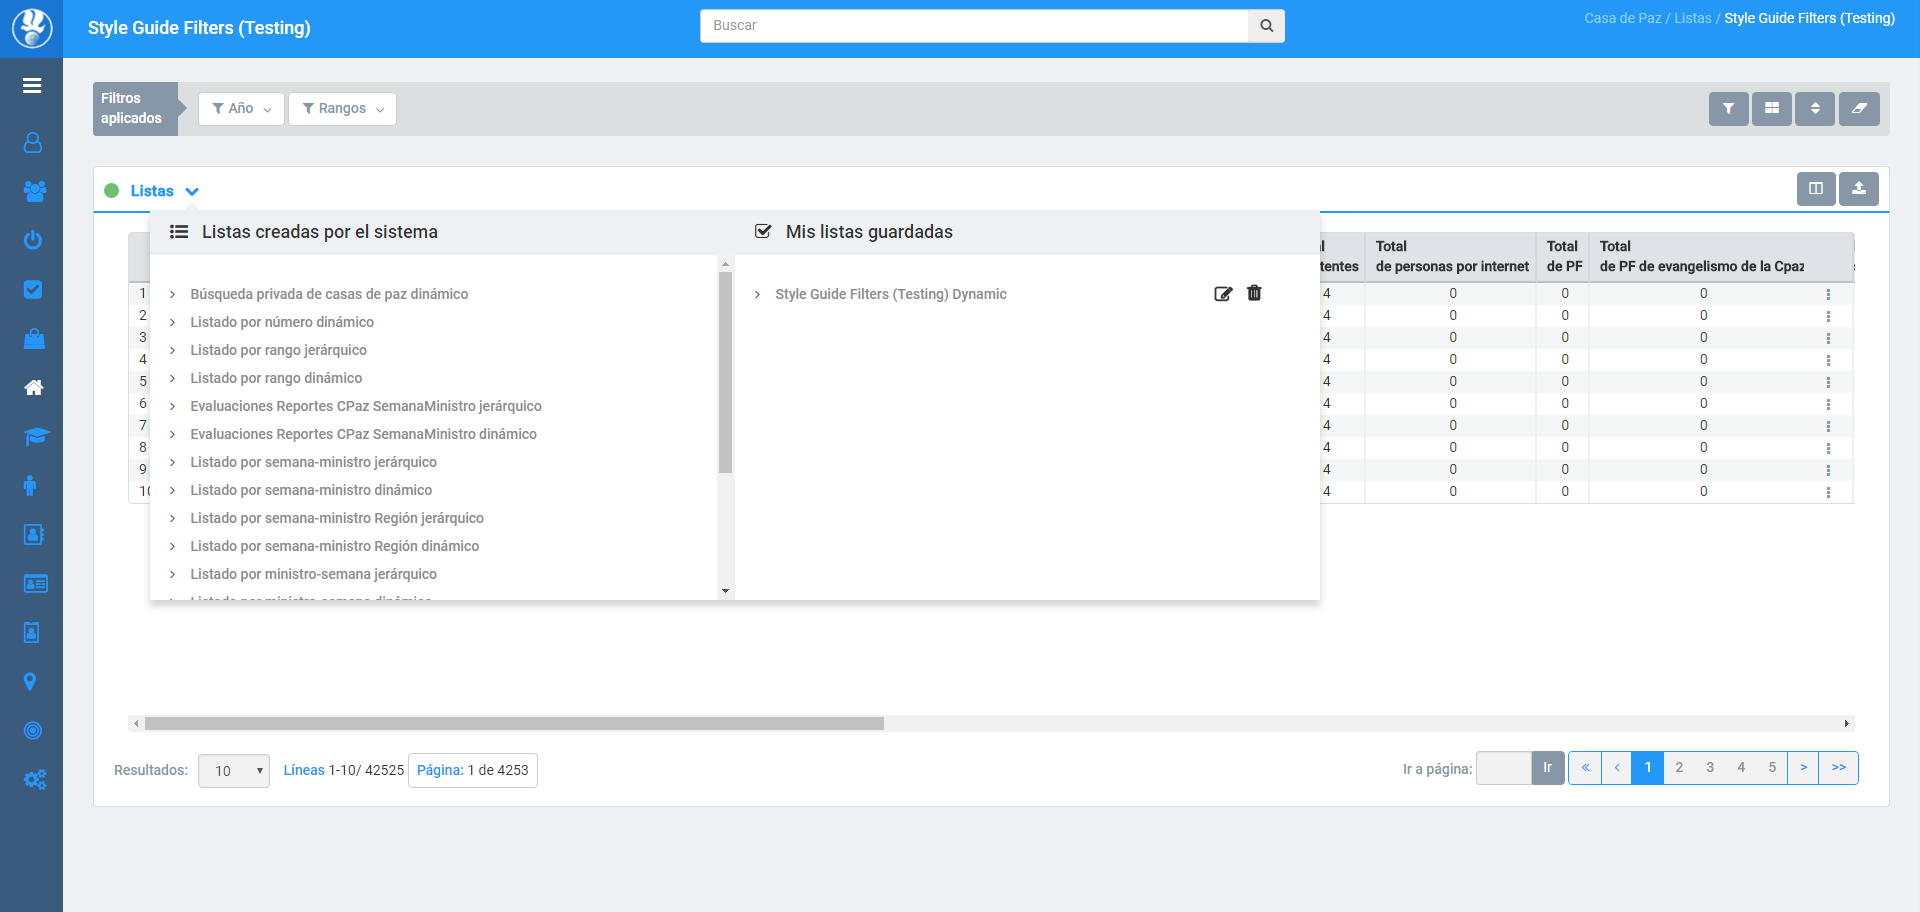 Style Guide Filters (Testing)
Buscar
Casa de Paz / Listas / Style Guide Filters (Testing)
Filtros
aplicados
Año
Rangos
Listas
Listas creadas por el sistema
Mis listas guardadas
Búsqueda privada de casas de paz dinámico
Listado por número dinámico
Listado por rango jerárquico
Listado por rango dinámico
Evaluaciones Reportes CPaz SemanaMinistro jerárquico
Evaluaciones Reportes CPaz SemanaMinistro dinámico
Listado por semana-ministro jerárquico
Listado por semana-ministro dinámico
Listado por semana-ministro Región jerárquico
Listado por semana-ministro Región dinámico
Listado por ministro-semana jerárquico
Style Guide Filters (Testing) Dynamic
Total Total Total
tentes de personas por internet de PF de PF de evangelismo de la Cpaz
1 4 0 0 0
2 4 0 0 0
3 4 0 0 0
4 4 0 0 0
5 4 0 0 0
6 4 0 0 0
7 4 0 0 0
8 4 0 0 0
9 4 0 0 0
10 4 0 0 0
Resultados: 10 Líneas 1-10/ 42525 Página: 1 de 4253
Ir a página: Ir « ‹ 1 2 3 4 5 > >>